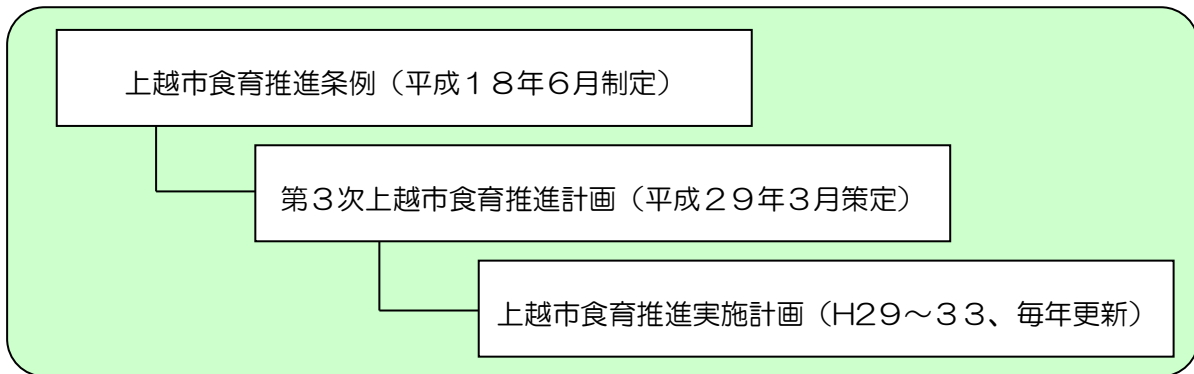 上越市食育推進条例（平成１８年６月制定）
第３次上越市食育推進計画（平成２９年３月策定）
上越市食育推進実施計画（H２９～３３、毎年更新）